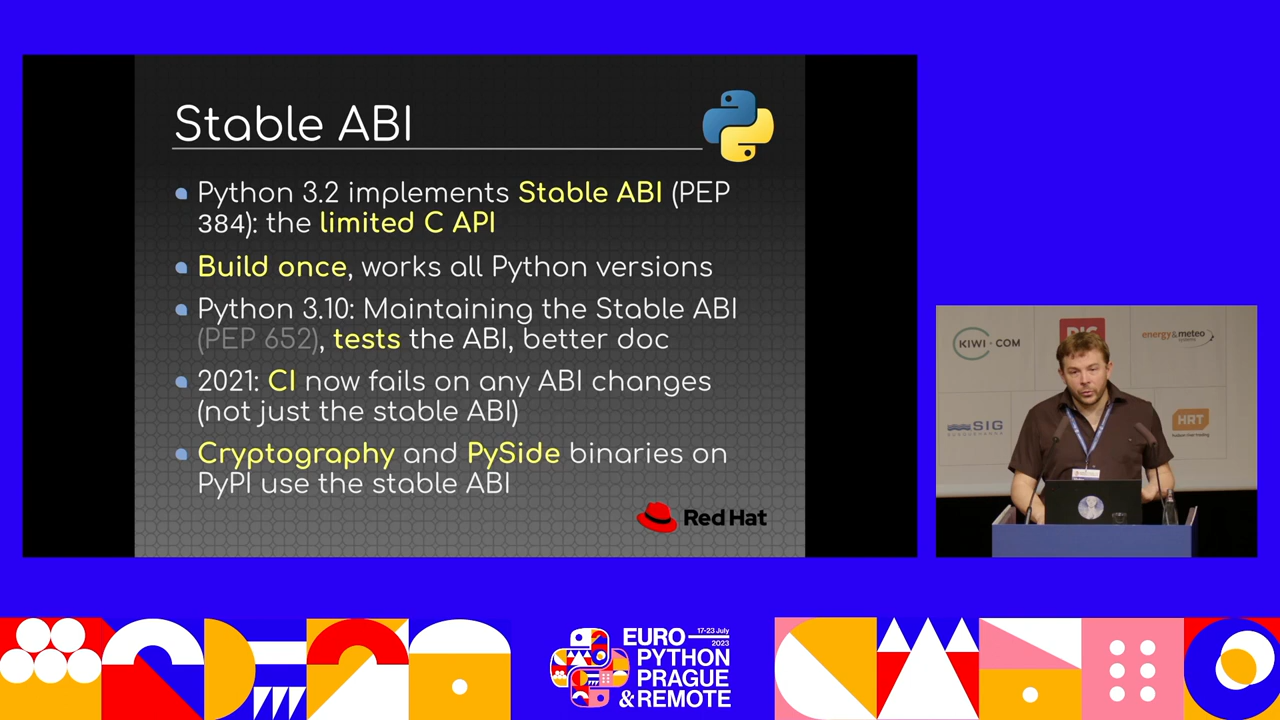 Stable ABI
Python 3.2 implements Stable ABI (PEP
384): the limited C API
Build once, works all Python versions
Python 3.10: Maintaining the Stable ABI
(PEP 652), tests the ABI, better doc
2021: CI now fails on any ABI changes
(not just the stable ABI)
Cryptography and PySide binaries on
PyPI use the stable ABI
Red Hat
KIWI.COM
energy & meteo
SIG
HRT
17-23 July
2023
EURO
PYTHON
PRAGUE
& REMOTE